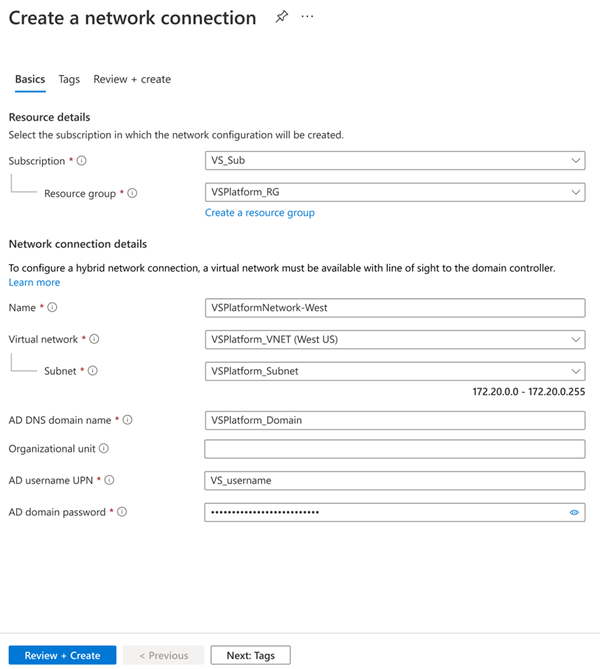 Create a network connection ...
Basics Tags Review + create
Resource details
Select the subscription in which the network configuration will be created.
Subscription * VS_Sub
Resource group * VSPlatform_RG
Create a resource group
Network connection details
To configure a hybrid network connection, a virtual network must be available with line of sight to the domain controller.
Learn more
Name * VSPlatformNetwork-West
Virtual network * VSPlatform_VNET (West US)
Subnet * VSPlatform_Subnet
172.20.0.0 - 172.20.0.255
AD DNS domain name * VSPlatform_Domain
Organizational unit
AD username UPN * VS_username
AD domain password * ••••••••••••••••••••••••••
Review + Create < Previous Next: Tags